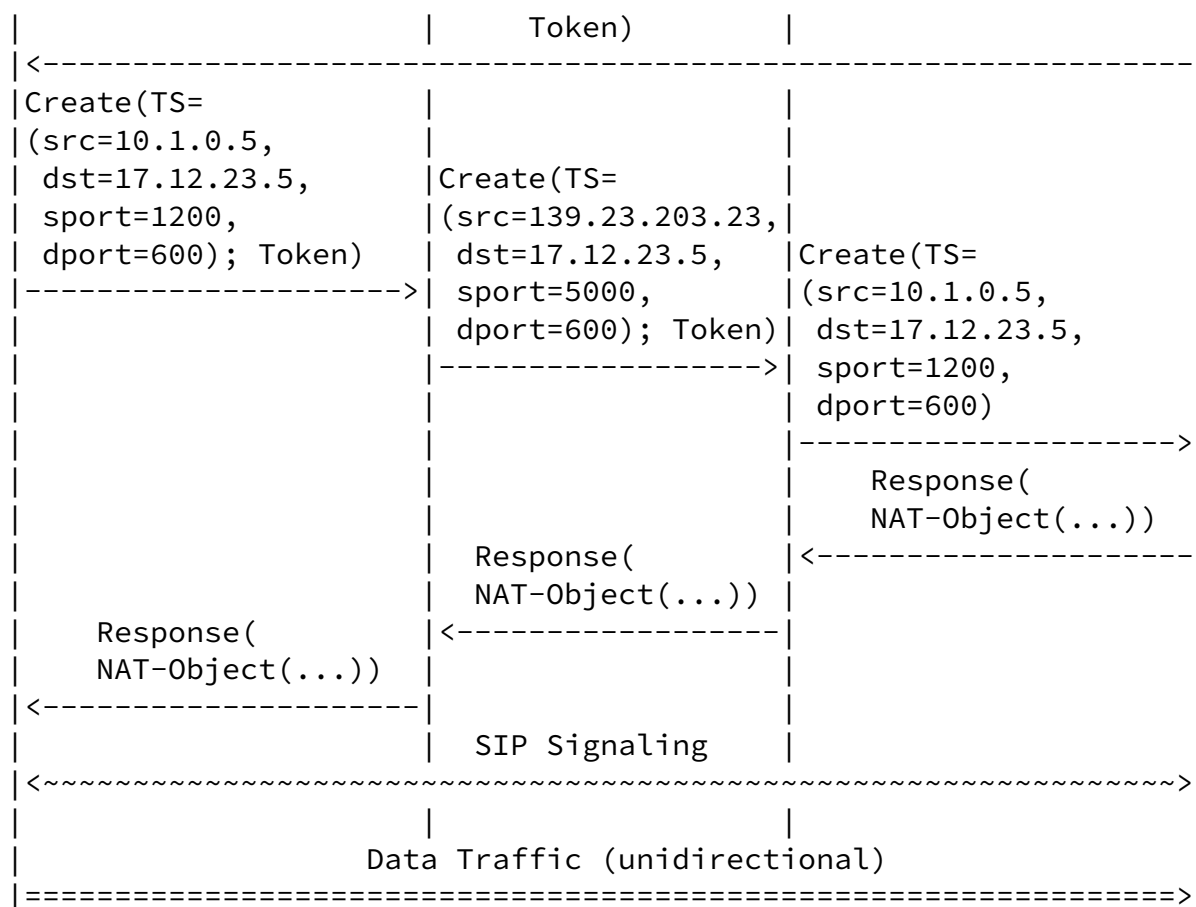 |                      |     Token)        |
|<----------------------------------------------------------------
|Create(TS=            |                   |
|(src=10.1.0.5,        |                   |
| dst=17.12.23.5,      |Create(TS=         |
| sport=1200,          |(src=139.23.203.23,|
| dport=600); Token)   | dst=17.12.23.5,   |Create(TS=
|--------------------->| sport=5000,       |(src=10.1.0.5,
|                      | dport=600); Token)| dst=17.12.23.5,
|                      |------------------>| sport=1200,
|                      |                   | dport=600)
|                      |                   |--------------------->
|                      |                   |    Response(
|                      |                   |    NAT-Object(...))
|                      |  Response(        |<---------------------
|                      |  NAT-Object(...)) |
|    Response(         |<------------------|
|    NAT-Object(...))  |                   |
|<---------------------|                   |
|                      |  SIP Signaling    |
|<~~~~~~~~~~~~~~~~~~~~~~~~~~~~~~~~~~~~~~~~~~~~~~~~~~~~~~~~~~~~~~~>
|                      |                   |
|                   Data Traffic (unidirectional)
|================================================================>